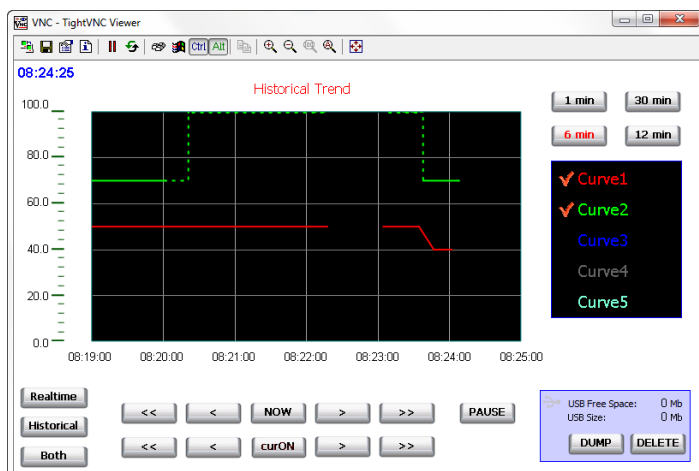 VNC - TightVNC Viewer
Ctrl Alt
08:24:25
Historical Trend
100.0
80.0
60.0
40.0
20.0
0.0
08:19:00 08:20:00 08:21:00 08:22:00 08:23:00 08:24:00 08:25:00
1 min 30 min
6 min 12 min
Curve1
Curve2
Curve3
Curve4
Curve5
Realtime
Historical
Both
<< < NOW > >> PAUSE
<< < curON > >>
USB Free Space: 0 Mb
USB Size: 0 Mb
DUMP DELETE